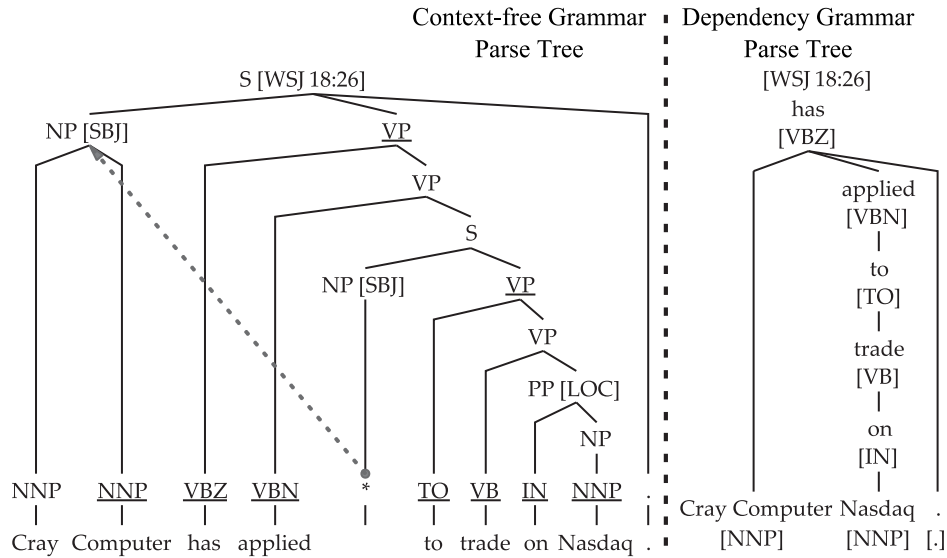 Context-free Grammar
Parse Tree
S [WSJ 18:26]
NP [SBJ]
VP
VP
S
NP [SBJ]
VP
VP
PP [LOC]
NP
NNP NNP VBZ VBN * TO VB IN NNP .
Cray Computer has applied to trade on Nasdaq .
Dependency Grammar
Parse Tree
[WSJ 18:26]
has
[VBZ]
applied
[VBN]
to
[TO]
trade
[VB]
on
[IN]
Cray Computer Nasdaq .
[NNP] [NNP] [.]